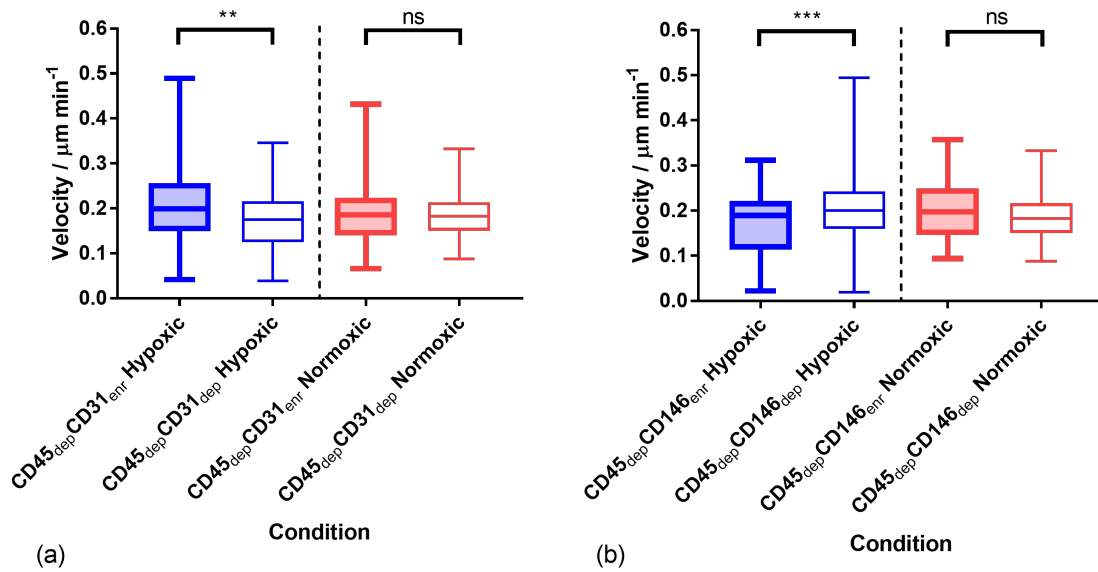 ** ns
0.6
0.5
0.4
0.3
0.2
0.1
0.0
Velocity / μm min⁻¹
CD45depCD31enr Hypoxic
CD45depCD31dep Hypoxic
CD45depCD31enr Normoxic
CD45depCD31dep Normoxic
Condition
(a)
*** ns
0.6
0.5
0.4
0.3
0.2
0.1
0.0
Velocity / μm min⁻¹
CD45depCD146enr Hypoxic
CD45depCD146dep Hypoxic
CD45depCD146enr Normoxic
CD45depCD146dep Normoxic
Condition
(b)